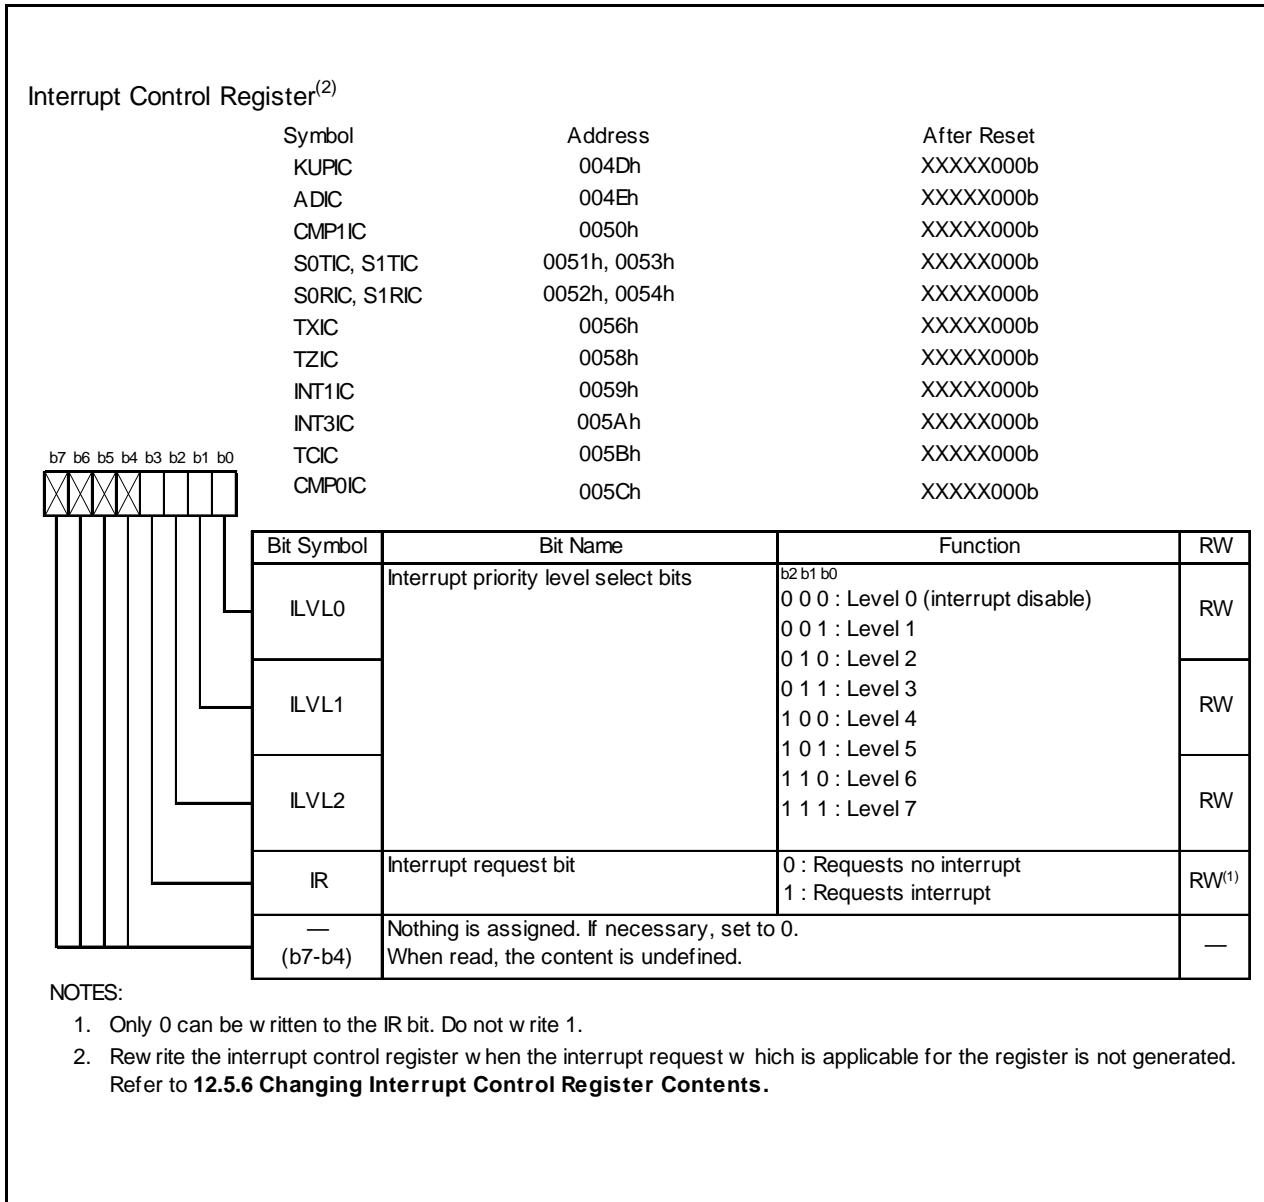 Interrupt Control Register(2)
Symbol Address After Reset
KUPIC 004Dh XXXXX000b
ADIC 004Eh XXXXX000b
CMP1IC 0050h XXXXX000b
S0TIC, S1TIC 0051h, 0053h XXXXX000b
S0RIC, S1RIC 0052h, 0054h XXXXX000b
TXIC 0056h XXXXX000b
TZIC 0058h XXXXX000b
INT1IC 0059h XXXXX000b
INT3IC 005Ah XXXXX000b
TCIC 005Bh XXXXX000b
CMP0IC 005Ch XXXXX000b
b7 b6 b5 b4 b3 b2 b1 b0
Bit Symbol Bit Name Function RW
ILVL0 Interrupt priority level select bits b2 b1 b0 RW
0 0 0 : Level 0 (interrupt disable)
0 0 1 : Level 1
0 1 0 : Level 2
ILVL1 0 1 1 : Level 3 RW
1 0 0 : Level 4
1 0 1 : Level 5
ILVL2 1 1 0 : Level 6 RW
1 1 1 : Level 7
IR Interrupt request bit 0 : Requests no interrupt RW(1)
1 : Requests interrupt
— Nothing is assigned. If necessary, set to 0. —
(b7-b4) When read, the content is undefined.
NOTES:
1. Only 0 can be written to the IR bit. Do not write 1.
2. Rewrite the interrupt control register when the interrupt request which is applicable for the register is not generated.
Refer to 12.5.6 Changing Interrupt Control Register Contents.